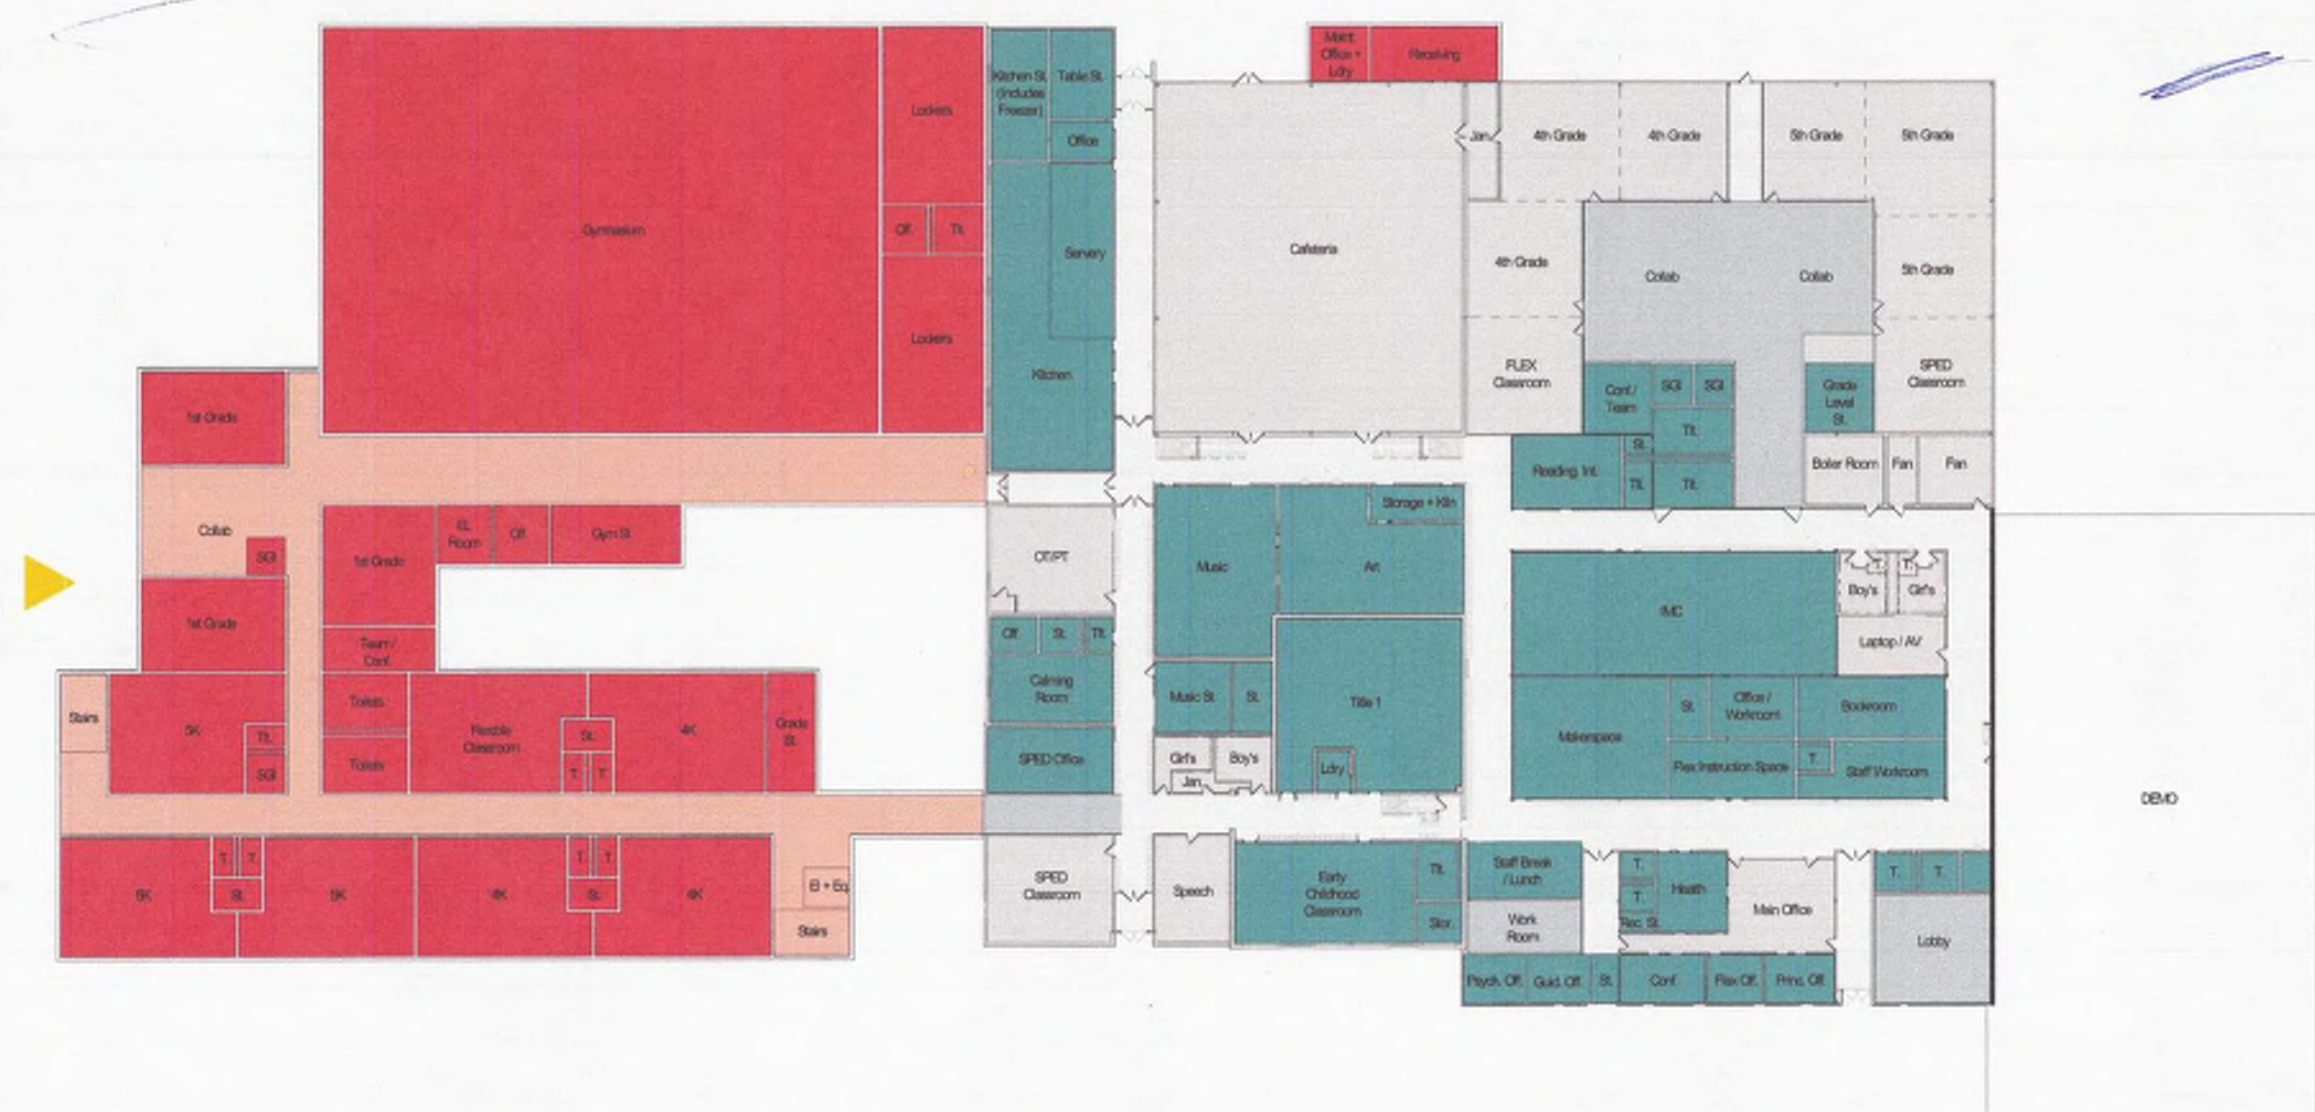 Maint.
Office +
Ldry
Receiving
Kitchen St.
(Includes
Freezer)
Table St.
Office
Lockers
Off.
Tlt.
Lockers
Gymnasium
Servery
Kitchen
Cafeteria
Jan.
4th Grade
4th Grade
5th Grade
5th Grade
4th Grade
Collab
Collab
5th Grade
FLEX
Classroom
Conf./
Team
SGI
SGI
Tlt.
Grade
Level
St.
SPED
Classroom
Reading. Int.
St.
Tlt.
Tlt.
Boiler Room
Fan
Fan
1st Grade
Collab
SGI
1st Grade
1st Grade
Room
Off.
Gym St.
Team /
Conf.
OT/PT
Off.
St.
Tlt.
Calming
Room
SPED Office
Music
Art
Storage + Kiln
Music St.
St.
Title 1
Ldry
Girl's
Boy's
Jan.
IMC
Boy's
T.
T.
Girl's
Laptop / AV
Makerspace
St.
Office /
Workroom
Bookroom
Flex Instruction Space
T.
Staff Workroom
Stairs
5K
Tlt.
SGI
Toilets
Toilets
Flexible
Classroom
St.
T.
T.
4K
Grade
St.
DEMO
5K
T.
T.
St.
5K
4K
T.
T.
St.
4K
El + Eq.
Stairs
SPED
Classroom
Speech
Early
Childhood
Classroom
Tlt.
Stor.
Staff Break
/ Lunch
Work
Room
T.
T.
Rec. St.
Health
Main Office
T.
T.
Lobby
Psych. Off.
Guid. Off.
St.
Conf.
Flex Off.
Princ. Off.